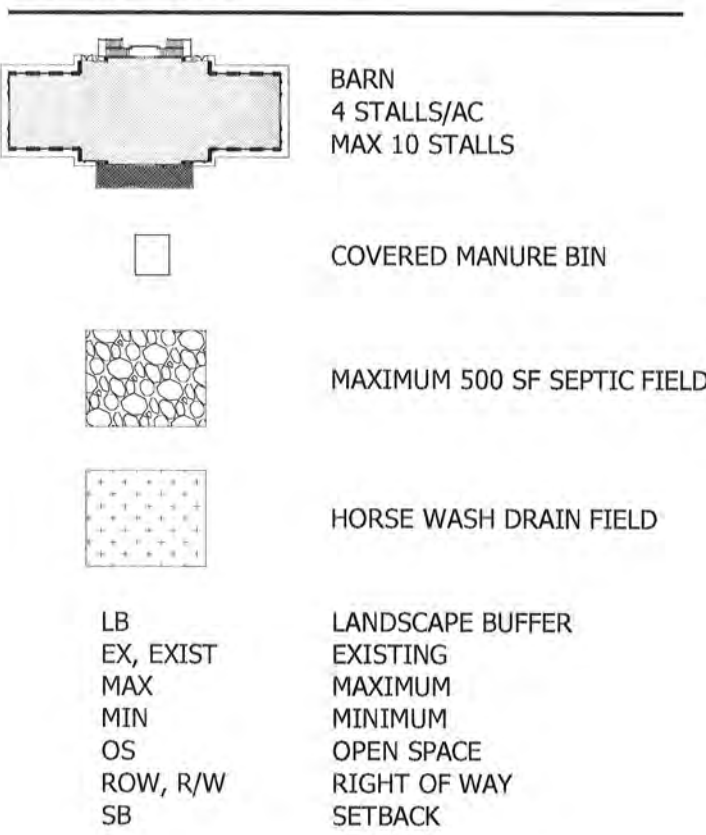 BARN
4 STALLS/AC
MAX 10 STALLS
COVERED MANURE BIN
MAXIMUM 500 SF SEPTIC FIELD
HORSE WASH DRAIN FIELD
LB LANDSCAPE BUFFER
EX, EXIST EXISTING
MAX MAXIMUM
MIN MINIMUM
OS OPEN SPACE
ROW, R/W RIGHT OF WAY
SB SETBACK